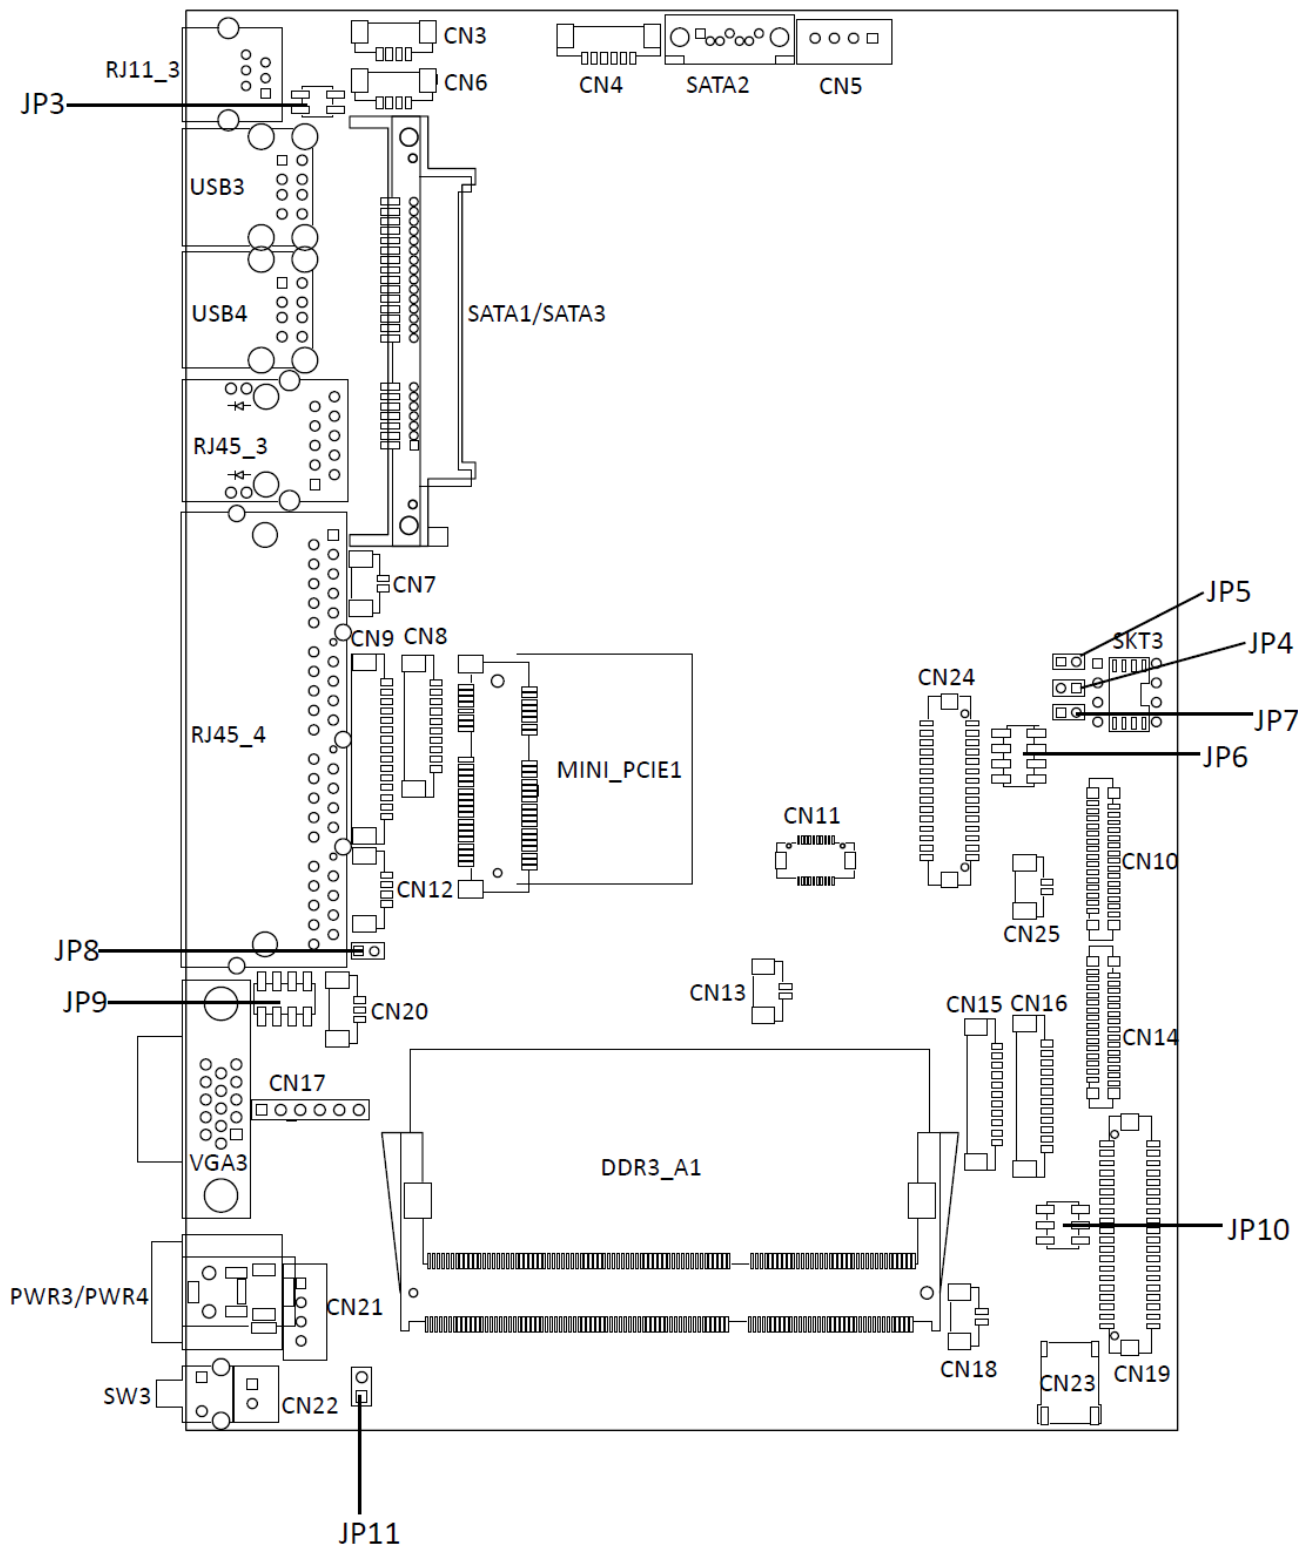 CN3
RJ11_3
CN6
CN4
SATA2
CN5
JP3
USB3
USB4
SATA1/SATA3
RJ45_3
CN7
JP5
CN9
CN8
SKT3
JP4
CN24
JP7
RJ45_4
JP6
MINI_PCIE1
CN11
CN10
CN12
CN25
JP8
CN13
JP9
CN20
CN15
CN16
CN14
CN17
VGA3
DDR3_A1
JP10
PWR3/PWR4
CN21
CN18
CN19
CN23
SW3
CN22
JP11